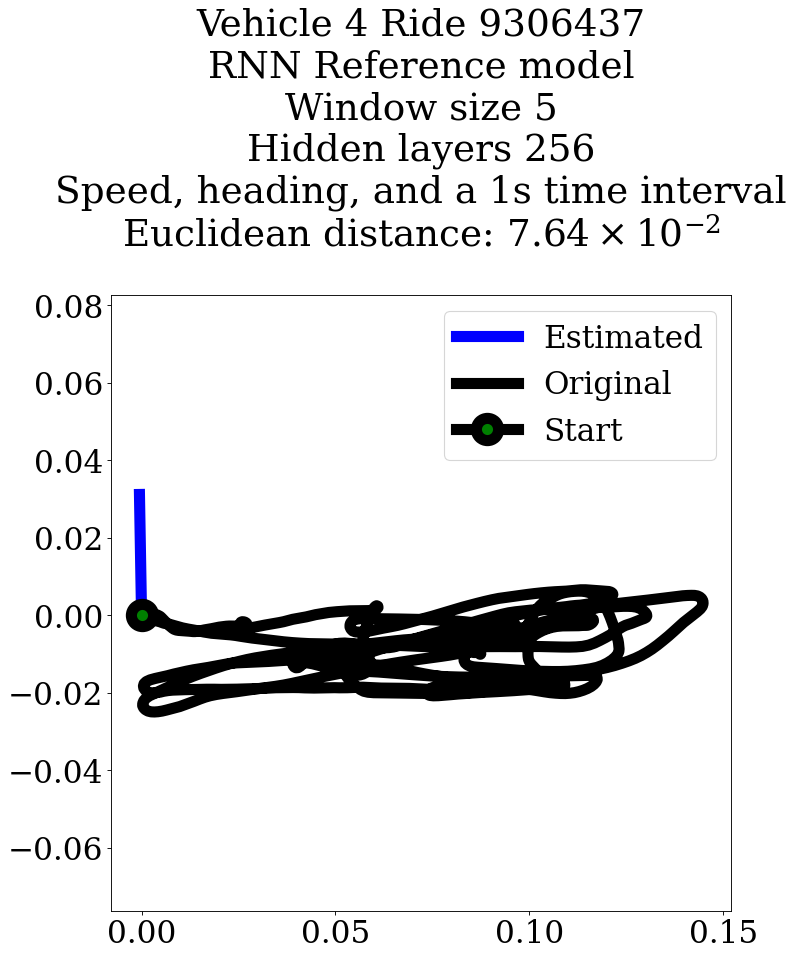 Vehicle 4 Ride 9306437
RNN Reference model
Window size 5
Hidden layers 256
Speed, heading, and a 1s time interval
Euclidean distance: 7.64 × 10⁻²
0.08
0.06
0.04
0.02
0.00
−0.02
−0.04
−0.06
Estimated
Original
Start
0.00 0.05 0.10 0.15